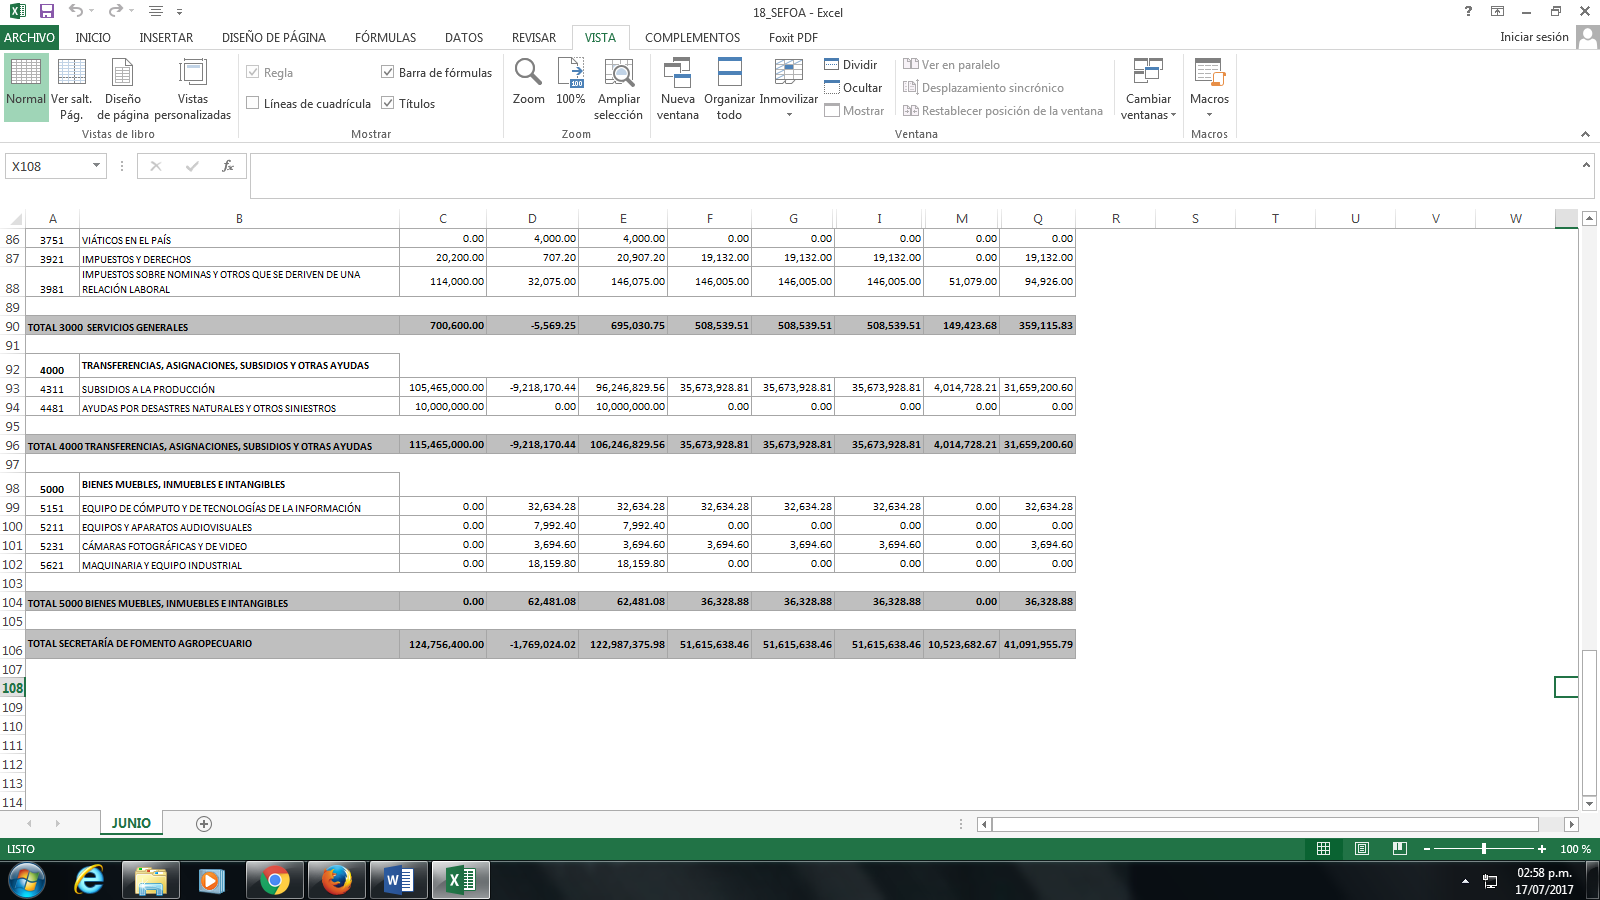 18_SEFOA - Excel
?
ARCHIVO INICIO INSERTAR DISEÑO DE PÁGINA FÓRMULAS DATOS REVISAR VISTA COMPLEMENTOS Foxit PDF Iniciar sesión
Normal
Ver salt. Pág.
Diseño de página
Vistas personalizadas
Vistas de libro
Regla
Barra de fórmulas
Líneas de cuadrícula
Títulos
Mostrar
Zoom
100%
Ampliar selección
Zoom
Nueva ventana
Organizar todo
Inmovilizar
Dividir
Ocultar
Mostrar
Ver en paralelo
Desplazamiento sincrónico
Restablecer posición de la ventana
Ventana
Cambiar ventanas
Macros
Macros
X108 fx
A B C D E F G I M Q R S T U V W
86 3751 VIÁTICOS EN EL PAÍS 0.00 4,000.00 4,000.00 0.00 0.00 0.00 0.00 0.00
87 3921 IMPUESTOS Y DERECHOS 20,200.00 707.20 20,907.20 19,132.00 19,132.00 19,132.00 0.00 19,132.00
IMPUESTOS SOBRE NOMINAS Y OTROS QUE SE DERIVEN DE UNA
88 3981 RELACIÓN LABORAL 114,000.00 32,075.00 146,075.00 146,005.00 146,005.00 146,005.00 51,079.00 94,926.00
89
90 TOTAL 3000 SERVICIOS GENERALES 700,600.00 -5,569.25 695,030.75 508,539.51 508,539.51 508,539.51 149,423.68 359,115.83
91
92 4000 TRANSFERENCIAS, ASIGNACIONES, SUBSIDIOS Y OTRAS AYUDAS
93 4311 SUBSIDIOS A LA PRODUCCIÓN 105,465,000.00 -9,218,170.44 96,246,829.56 35,673,928.81 35,673,928.81 35,673,928.81 4,014,728.21 31,659,200.60
94 4481 AYUDAS POR DESASTRES NATURALES Y OTROS SINIESTROS 10,000,000.00 0.00 10,000,000.00 0.00 0.00 0.00 0.00 0.00
95
96 TOTAL 4000 TRANSFERENCIAS, ASIGNACIONES, SUBSIDIOS Y OTRAS AYUDAS 115,465,000.00 -9,218,170.44 106,246,829.56 35,673,928.81 35,673,928.81 35,673,928.81 4,014,728.21 31,659,200.60
97
98 5000 BIENES MUEBLES, INMUEBLES E INTANGIBLES
99 5151 EQUIPO DE CÓMPUTO Y DE TECNOLOGÍAS DE LA INFORMACIÓN 0.00 32,634.28 32,634.28 32,634.28 32,634.28 32,634.28 0.00 32,634.28
100 5211 EQUIPOS Y APARATOS AUDIOVISUALES 0.00 7,992.40 7,992.40 0.00 0.00 0.00 0.00 0.00
101 5231 CÁMARAS FOTOGRÁFICAS Y DE VIDEO 0.00 3,694.60 3,694.60 3,694.60 3,694.60 3,694.60 0.00 3,694.60
102 5621 MAQUINARIA Y EQUIPO INDUSTRIAL 0.00 18,159.80 18,159.80 0.00 0.00 0.00 0.00 0.00
103
104 TOTAL 5000 BIENES MUEBLES, INMUEBLES E INTANGIBLES 0.00 62,481.08 62,481.08 36,328.88 36,328.88 36,328.88 0.00 36,328.88
105
106 TOTAL SECRETARÍA DE FOMENTO AGROPECUARIO 124,756,400.00 -1,769,024.02 122,987,375.98 51,615,638.46 51,615,638.46 51,615,638.46 10,523,682.67 41,091,955.79
107
108
109
110
111
112
113
114
JUNIO
LISTO 100 %
02:58 p.m.
17/07/2017